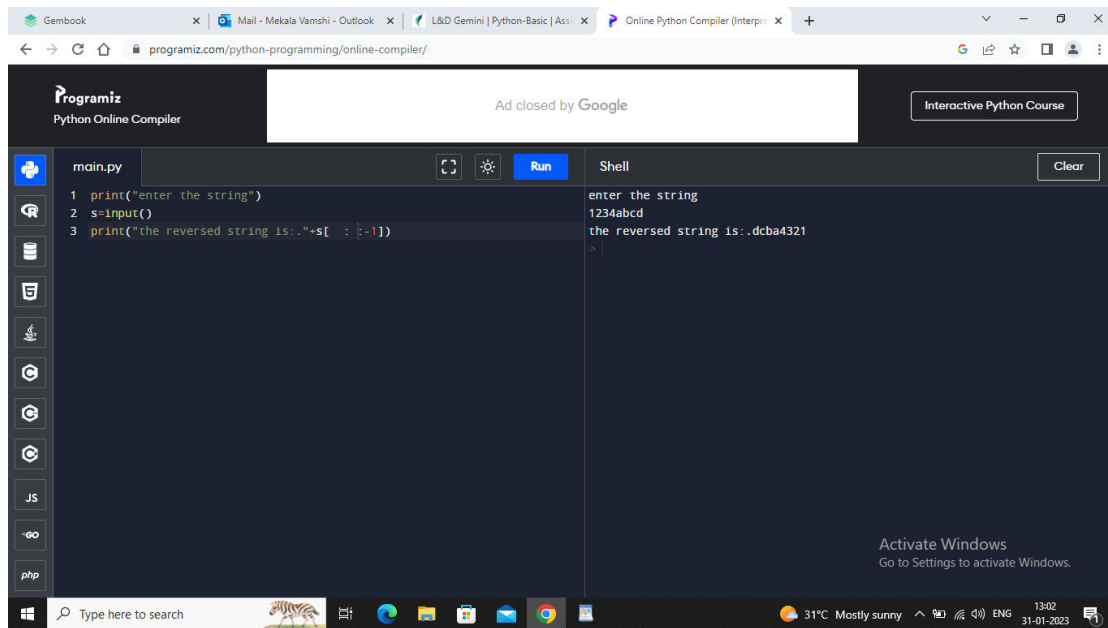 Gembook
Mail - Mekala Vamshi - Outlook
L&D Gemini | Python-Basic | Assi
Online Python Compiler (Interpre
programiz.com/python-programming/online-compiler/
Programiz
Python Online Compiler
Ad closed by Google
Interactive Python Course
main.py
Run
Shell
Clear
1 print("enter the string")
2 s=input()
3 print("the reversed string is:."+s[  : :-1])
enter the string
1234abcd
the reversed string is:.dcba4321
>
JS
GO
php
Activate Windows
Go to Settings to activate Windows.
Type here to search
31°C Mostly sunny
ENG
13:02
31-01-2023